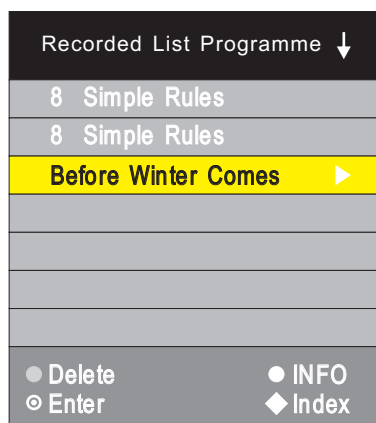 Recorded List Programme ↓
8 Simple Rules
8 Simple Rules
Before Winter Comes
Delete INFO
Enter Index